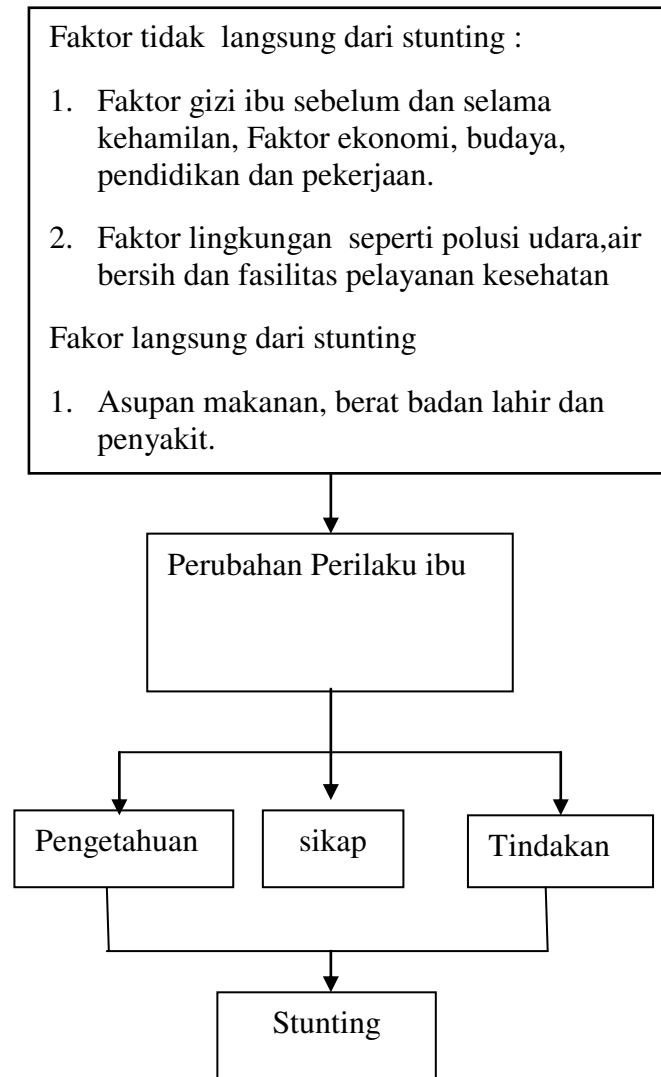 Faktor tidak langsung dari stunting :
1. Faktor gizi ibu sebelum dan selama
kehamilan, Faktor ekonomi, budaya,
pendidikan dan pekerjaan.
2. Faktor lingkungan seperti polusi udara,air
bersih dan fasilitas pelayanan kesehatan
Fakor langsung dari stunting
1. Asupan makanan, berat badan lahir dan
penyakit.
Perubahan Perilaku ibu
Pengetahuan
sikap
Tindakan
Stunting